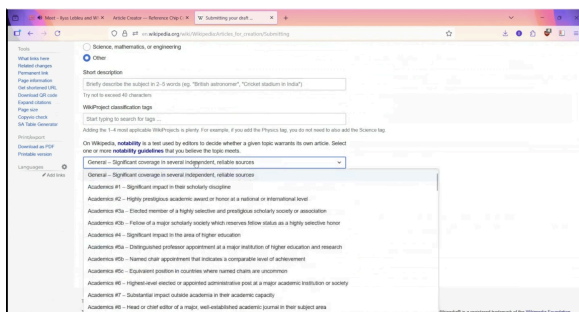 Meet - Ilyas Lebleu and Wi
Article Creator — Reference Chip C
Submitting your draft ...
en.wikipedia.org/wiki/Wikipedia:Articles_for_creation/Submitting
Tools
What links here
Related changes
Permanent link
Page information
Get shortened URL
Download QR code
Expand citations
Page size
Copyvio check
SA Table Generator
Print/export
Download as PDF
Printable version
Languages
Add links
Science, mathematics, or engineering
Other
Short description
Briefly describe the subject in 2–5 words (eg. "British astronomer", "Cricket stadium in India")
Try not to exceed 40 characters
WikiProject classification tags
Start typing to search for tags ...
Adding the 1–4 most applicable WikiProjects is plenty. For example, if you add the Physics tag, you do not need to also add the Science tag.
On Wikipedia, notability is a test used by editors to decide whether a given topic warrants its own article. Select
one or more notability guidelines that you believe the topic meets.
General – Significant coverage in several independent, reliable sources
General – Significant coverage in several independent, reliable sources
Academics #1 – Significant impact in their scholarly discipline
Academics #2 – Highly prestigious academic award or honor at a national or international level
Academics #3a – Elected member of a highly selective and prestigious scholarly society or association
Academics #3b – Fellow of a major scholarly society which reserves fellow status as a highly selective honor
Academics #4 – Significant impact in the area of higher education
Academics #5a – Distinguished professor appointment at a major institution of higher education and research
Academics #5b – Named chair appointment that indicates a comparable level of achievement
Academics #5c – Equivalent position in countries where named chairs are uncommon
Academics #6 – Highest-level elected or appointed administrative post at a major academic institution or society
Academics #7 – Substantial impact outside academia in their academic capacity
Academics #8 – Head or chief editor of a major, well-established academic journal in their subject area
is a registered trademark of the Wikimedia Foundation